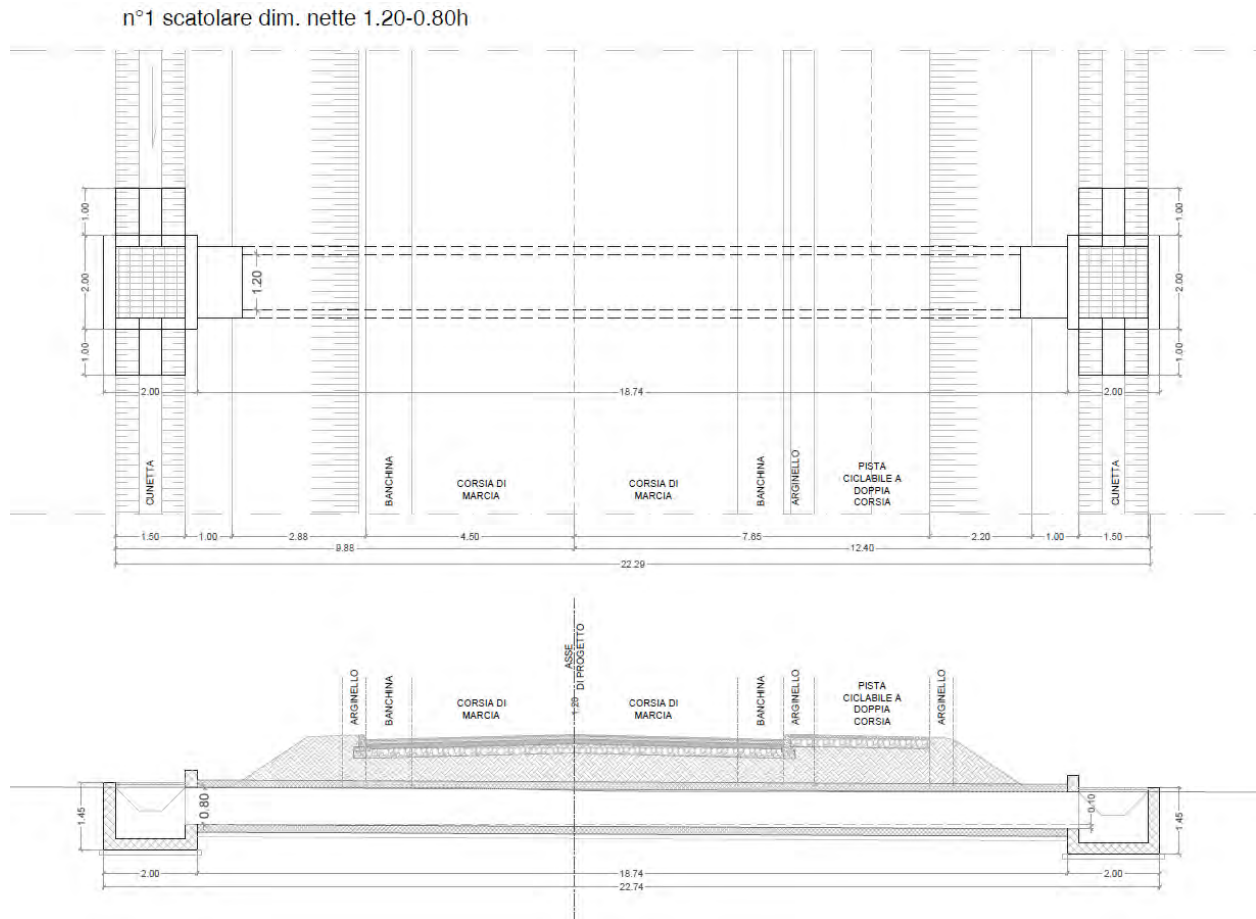 n°1 scatolare dim. nette 1.20-0.80h
1.00
1.00
2.00
1.20
2.00
1.00
1.00
2.00
18.74
2.00
CUNETTA
BANCHINA
CORSIA DI
MARCIA
CORSIA DI
MARCIA
BANCHINA
ARGINELLO
PISTA
CICLABILE A
DOPPIA
CORSIA
CUNETTA
1.50
1.00
2.88
4.50
7.85
2.20
1.00
1.50
9.88
12.40
22.29
ASSE
DI PROGETTO
1.20
ARGINELLO
BANCHINA
CORSIA DI
MARCIA
CORSIA DI
MARCIA
BANCHINA
ARGINELLO
PISTA
CICLABILE A
DOPPIA
CORSIA
ARGINELLO
1.45
0.80
0.10
1.45
2.00
18.74
2.00
22.74